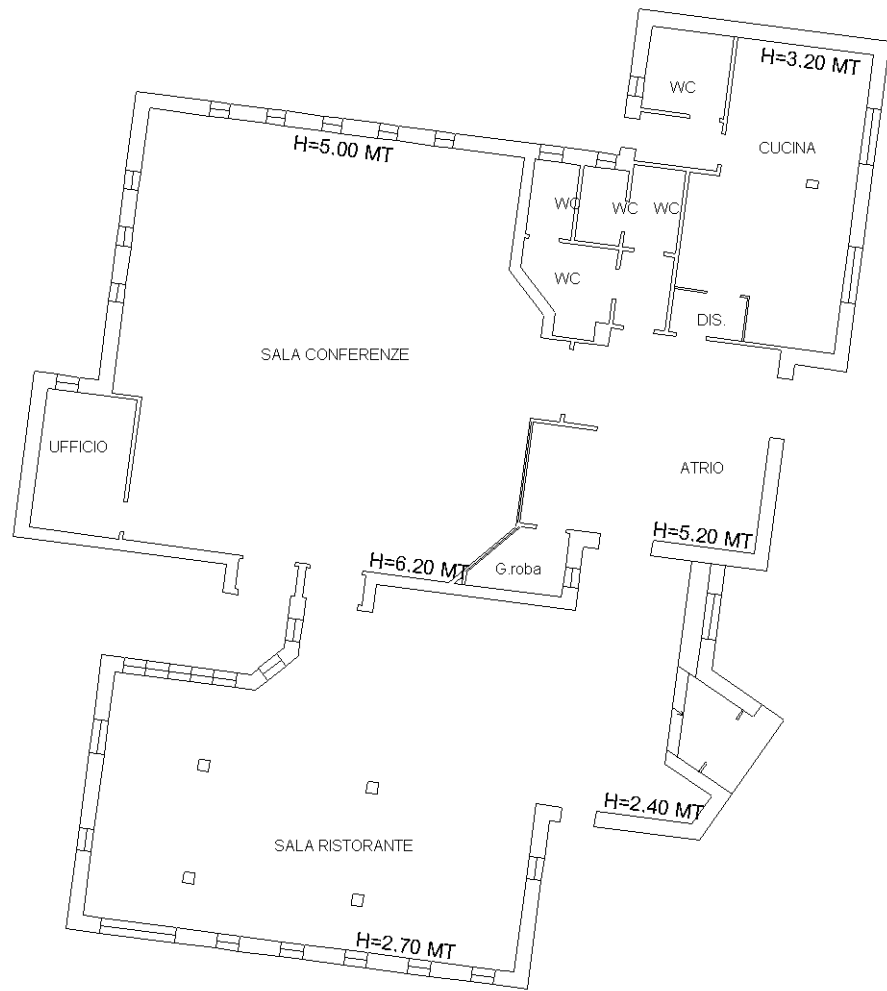 H=3.20 MT
WC
H=5.00 MT
CUCINA
WC
WC
WC
WC
DIS.
SALA CONFERENZE
UFFICIO
ATRIO
H=5.20 MT
H=6.20 MT
G.roba
H=2.40 MT
SALA RISTORANTE
H=2.70 MT